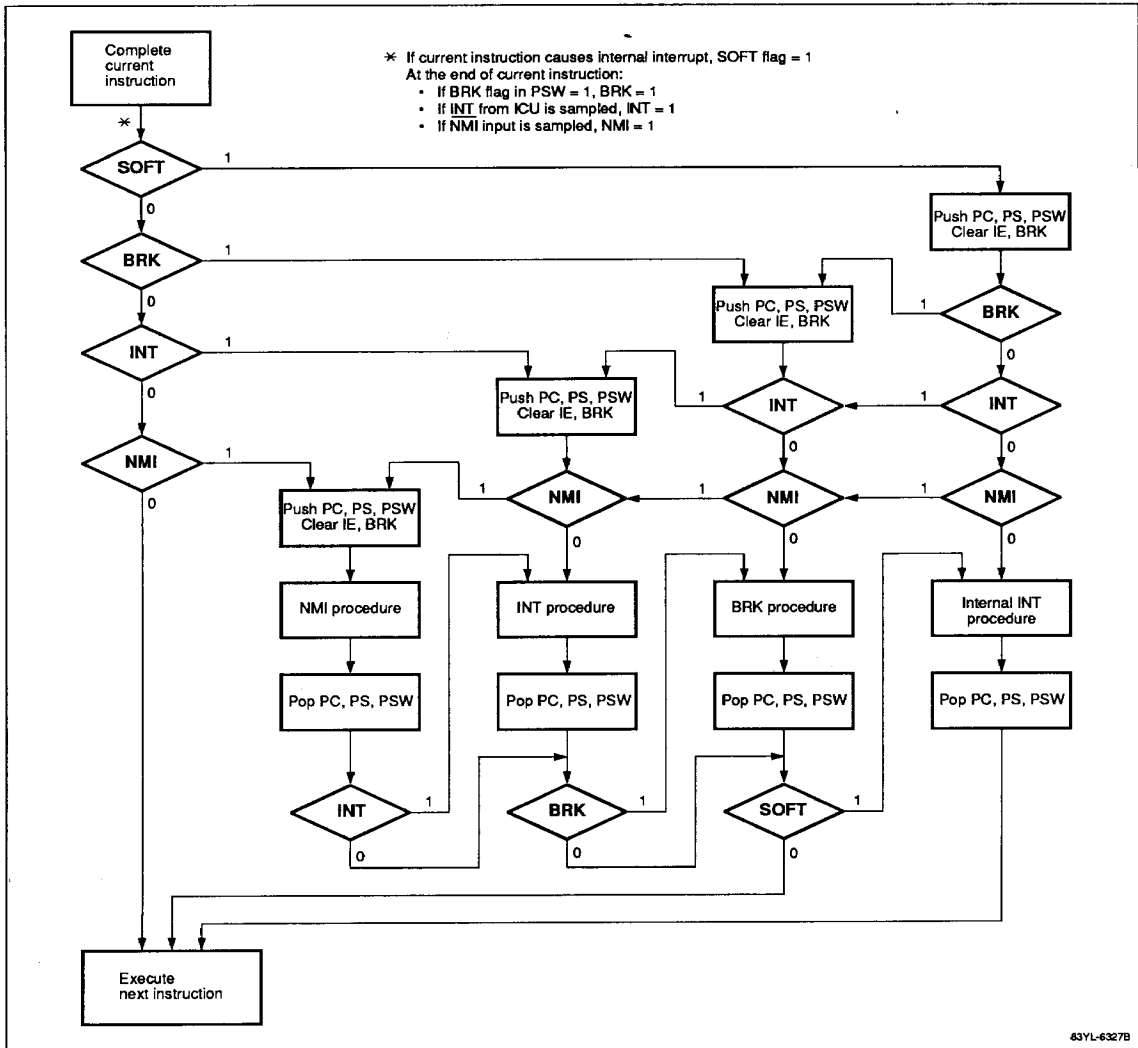 Complete
current
instruction
* If current instruction causes internal interrupt, SOFT flag = 1
At the end of current instruction:
• If BRK flag in PSW = 1, BRK = 1
• If INT from ICU is sampled, INT = 1
• If NMI input is sampled, NMI = 1
*
SOFT
1
0
Push PC, PS, PSW
Clear IE, BRK
BRK
1
0
Push PC, PS, PSW
Clear IE, BRK
1
BRK
0
INT
1
0
Push PC, PS, PSW
Clear IE, BRK
1
INT
0
1
INT
0
NMI
1
0
Push PC, PS, PSW
Clear IE, BRK
1
NMI
0
1
NMI
0
1
NMI
0
NMI procedure
1
INT procedure
1
BRK procedure
1
Internal INT
procedure
Pop PC, PS, PSW
Pop PC, PS, PSW
Pop PC, PS, PSW
Pop PC, PS, PSW
INT
1
0
BRK
1
0
SOFT
1
0
Execute
next instruction
83YL-6327B